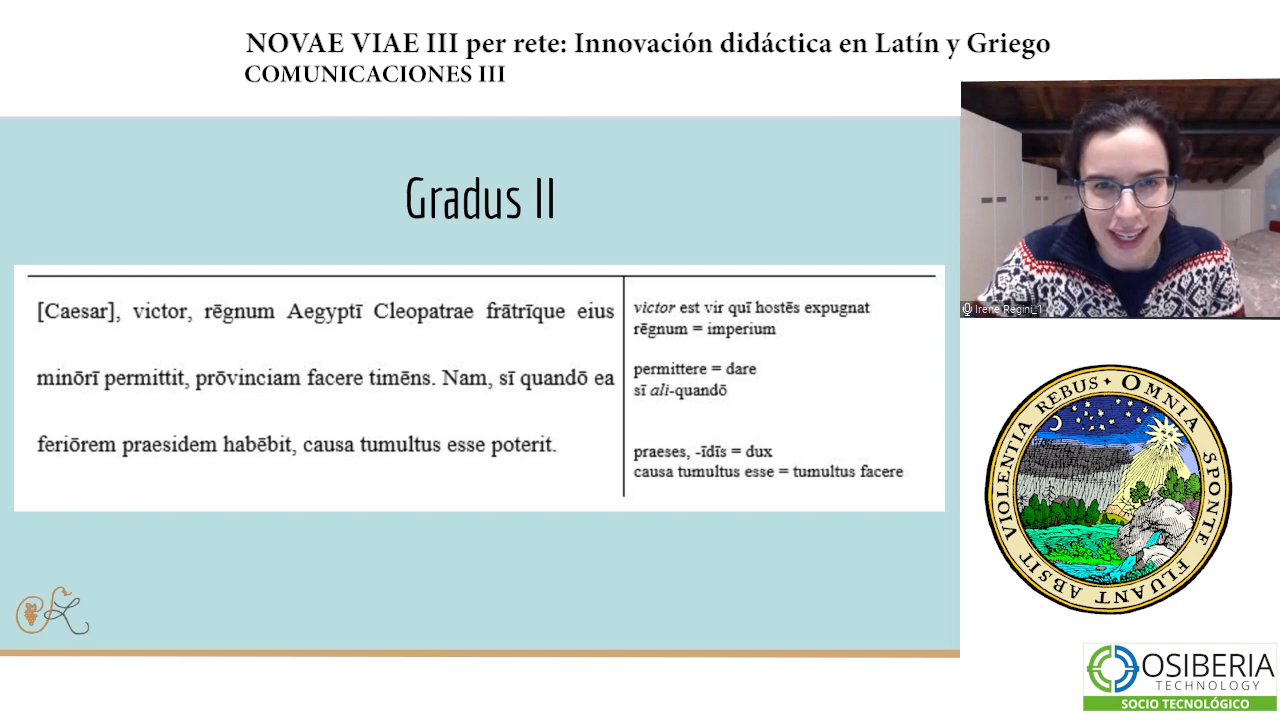 NOVAE VIAE III per rete: Innovación didáctica en Latín y Griego
COMUNICACIONES III
Gradus II
[Caesar], victor, rēgnum Aegyptī Cleopatrae frātrīque eius
minōrī permittit, prōvinciam facere timēns. Nam, sī quandō ea
feriōrem praesidem habēbit, causa tumultus esse poterit.
victor est vir quī hostēs expugnat
rēgnum = imperium
permittere = dare
sī ali-quandō
praeses, -īdīs = dux
causa tumultus esse = tumultus facere
Irene Regini_1
OMNIA SPONTE FLUANT ABSIT VIOLENTIA REBUS
OSIBERIA
TECHNOLOGY
SOCIO TECNOLÓGICO